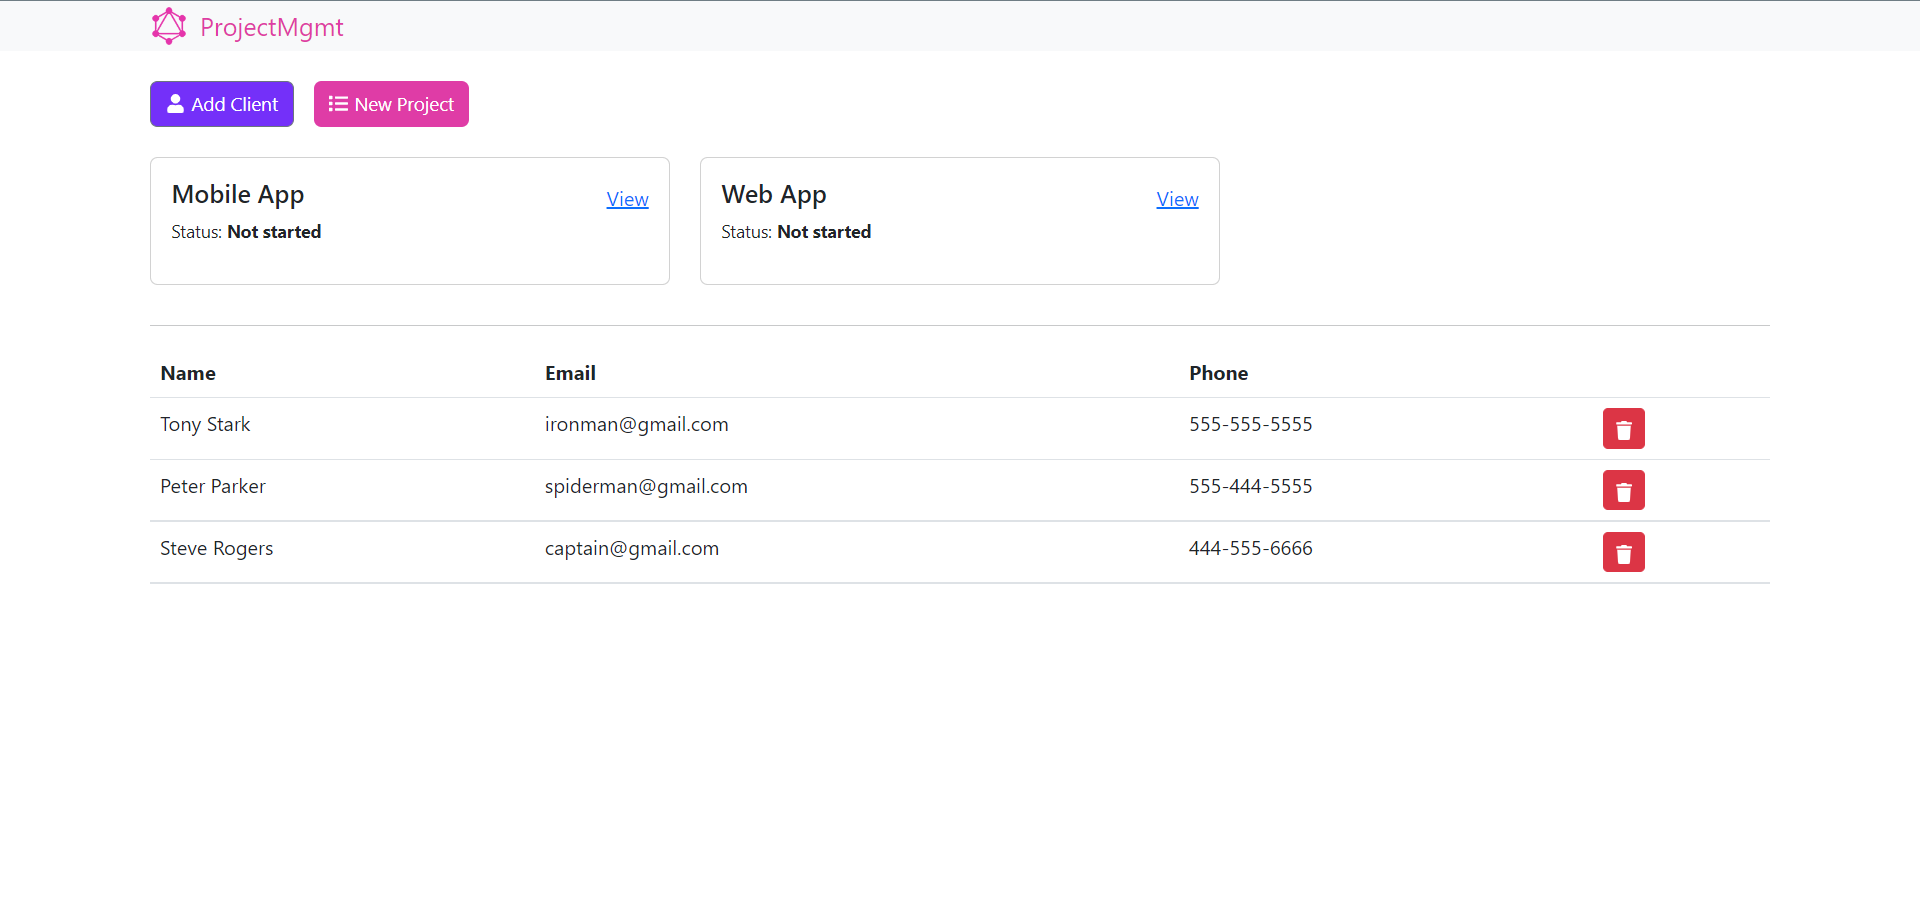 ProjectMgmt
Add Client
New Project
Mobile App
View
Status: Not started
Web App
View
Status: Not started
Name Email Phone
Tony Stark ironman@gmail.com 555-555-5555
Peter Parker spiderman@gmail.com 555-444-5555
Steve Rogers captain@gmail.com 444-555-6666